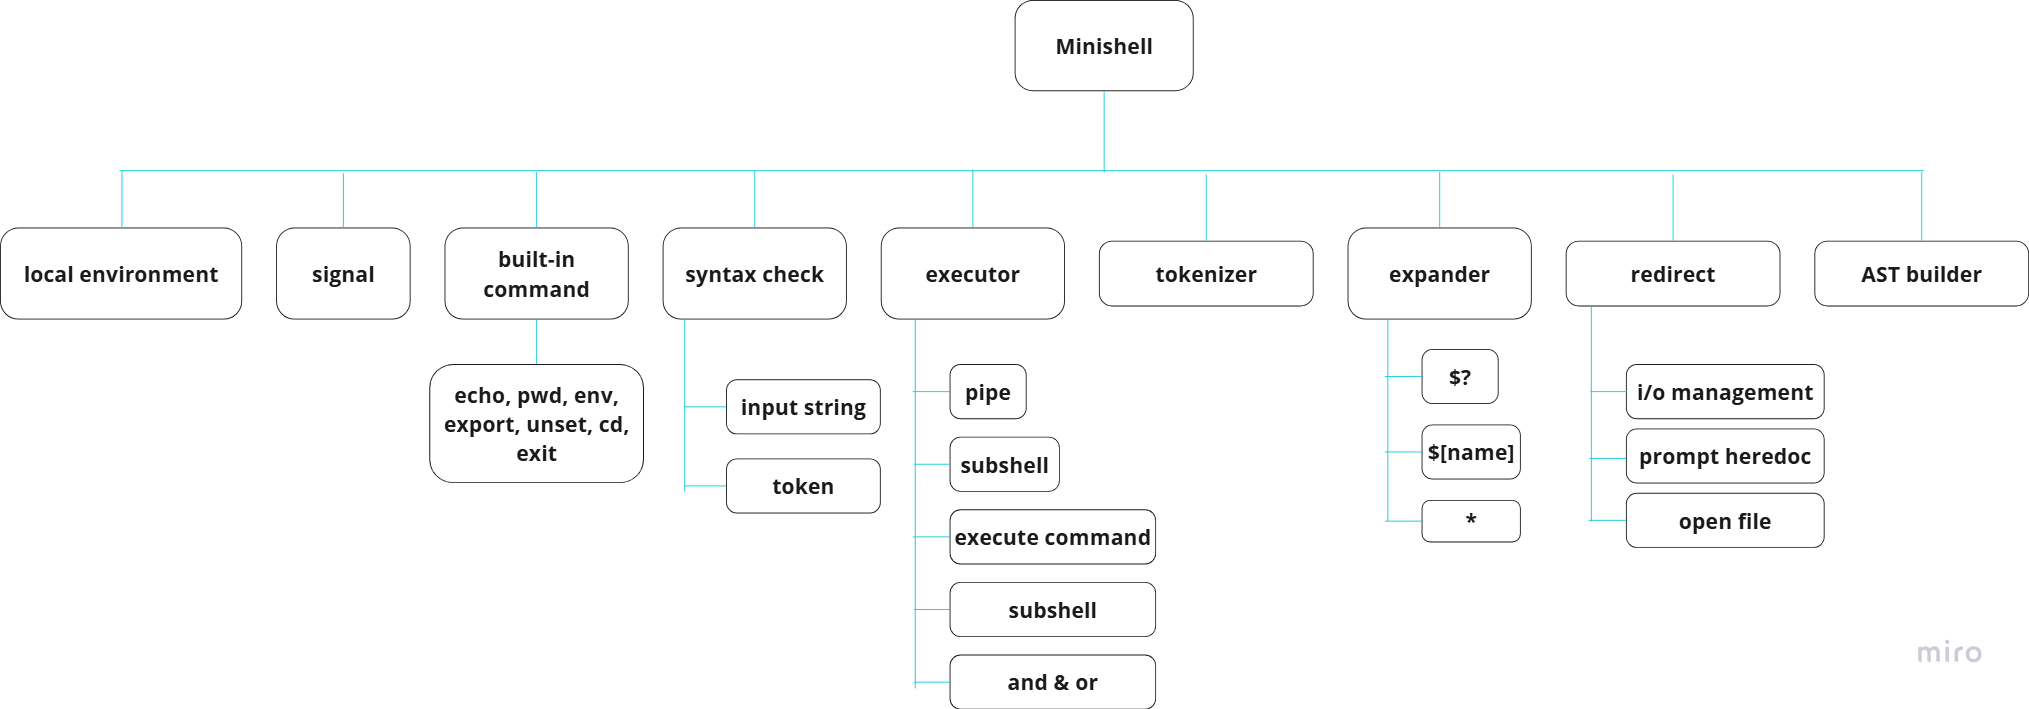 Minishell
local environment
signal
built-in
command
syntax check
executor
tokenizer
expander
redirect
AST builder
echo, pwd, env,
export, unset, cd,
exit
input string
token
pipe
subshell
execute command
subshell
and & or
$?
$[name]
*
i/o management
prompt heredoc
open file
miro